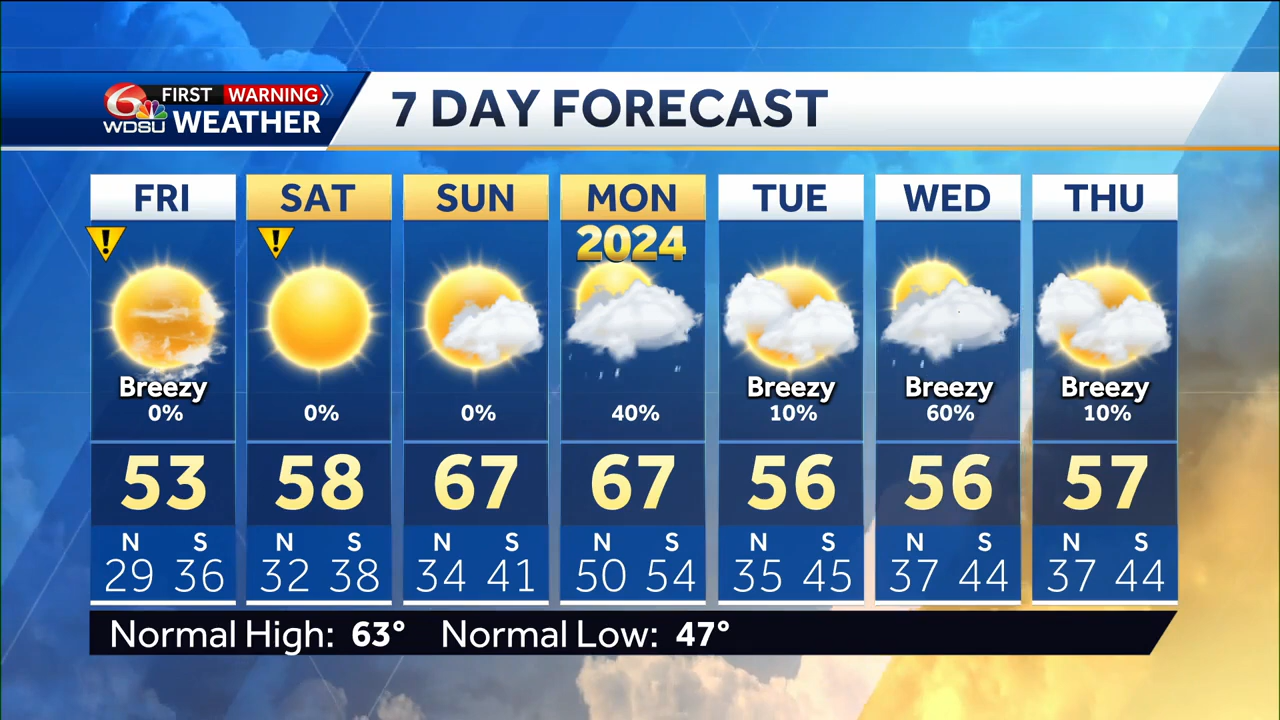 6 FIRST WARNING
WDSU WEATHER
7 DAY FORECAST
FRI SAT SUN MON TUE WED THU
! ! 2024
Breezy Breezy Breezy Breezy
0% 0% 0% 40% 10% 60% 10%
53 58 67 67 56 56 57
N S N S N S N S N S N S N S
29 36 32 38 34 41 50 54 35 45 37 44 37 44
Normal High: 63° Normal Low: 47°